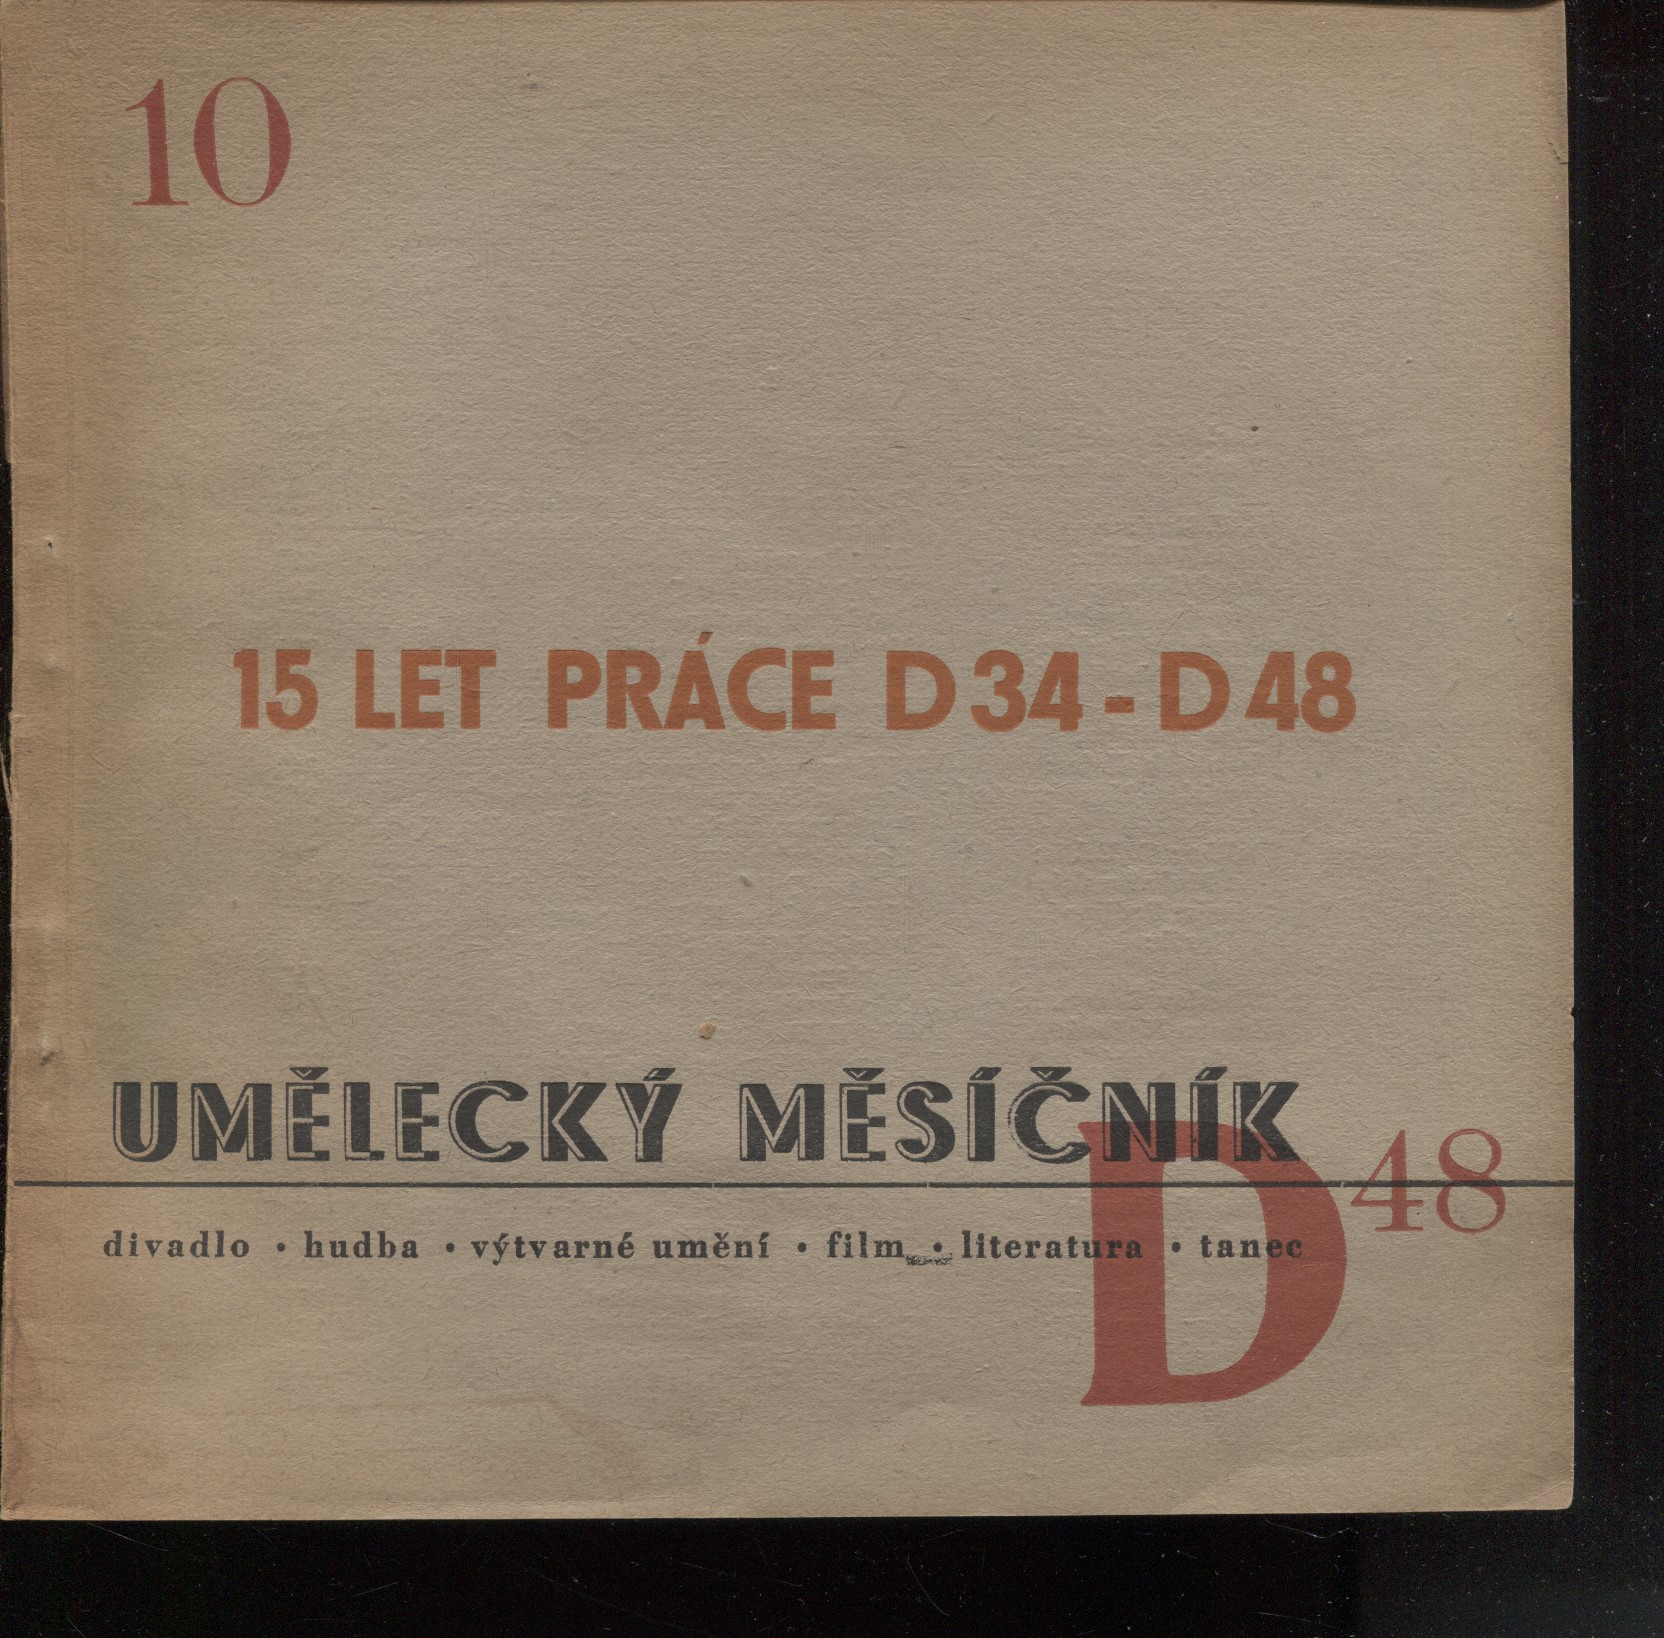 10
15 LET PRÁCE D34-D48
UMĚLECKÝ MĚSÍČNÍK
D48
divadlo • hudba • výtvarné umění • film • literatura • tanec